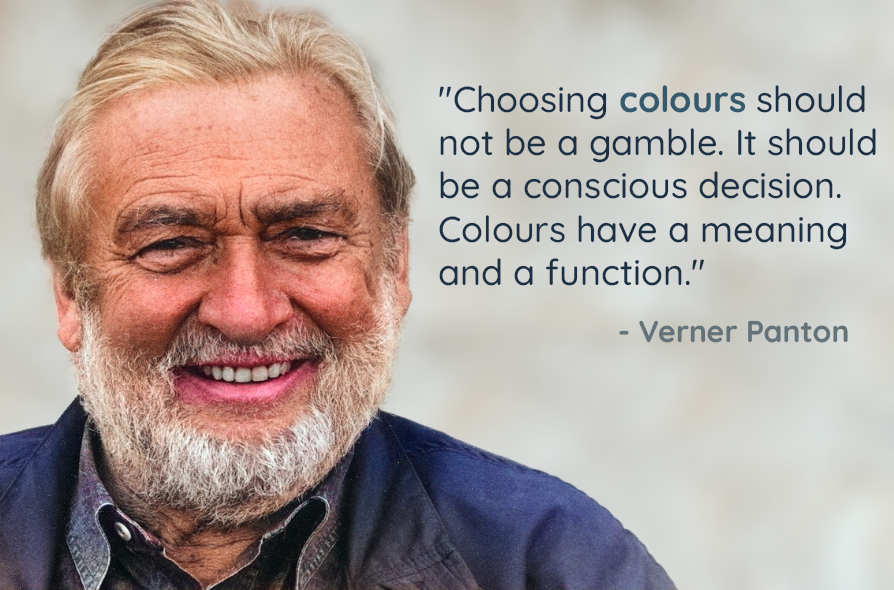 "Choosing colours should
not be a gamble. It should
be a conscious decision.
Colours have a meaning
and a function."
- Verner Panton